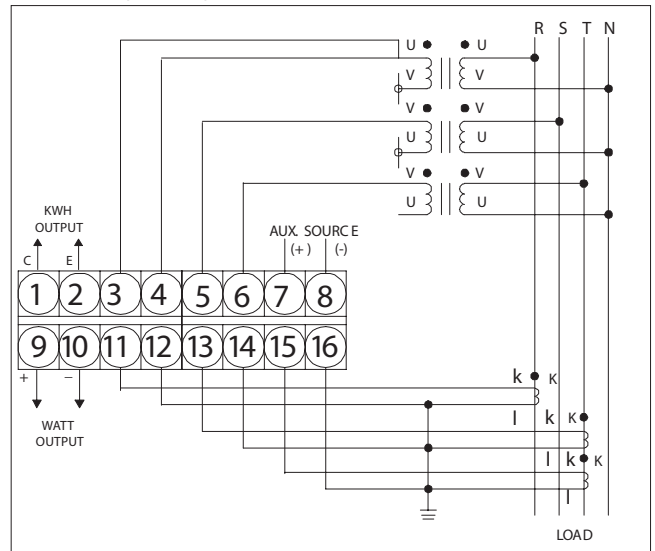 R S T N
U U
V V
V V
U U
V V
U U
KWH
OUTPUT
C E
AUX. SOURCE
(+) (-)
1 2 3 4 5 6 7 8
9 10 11 12 13 14 15 16
+ −
WATT
OUTPUT
k K
l k K
l k K
l
LOAD